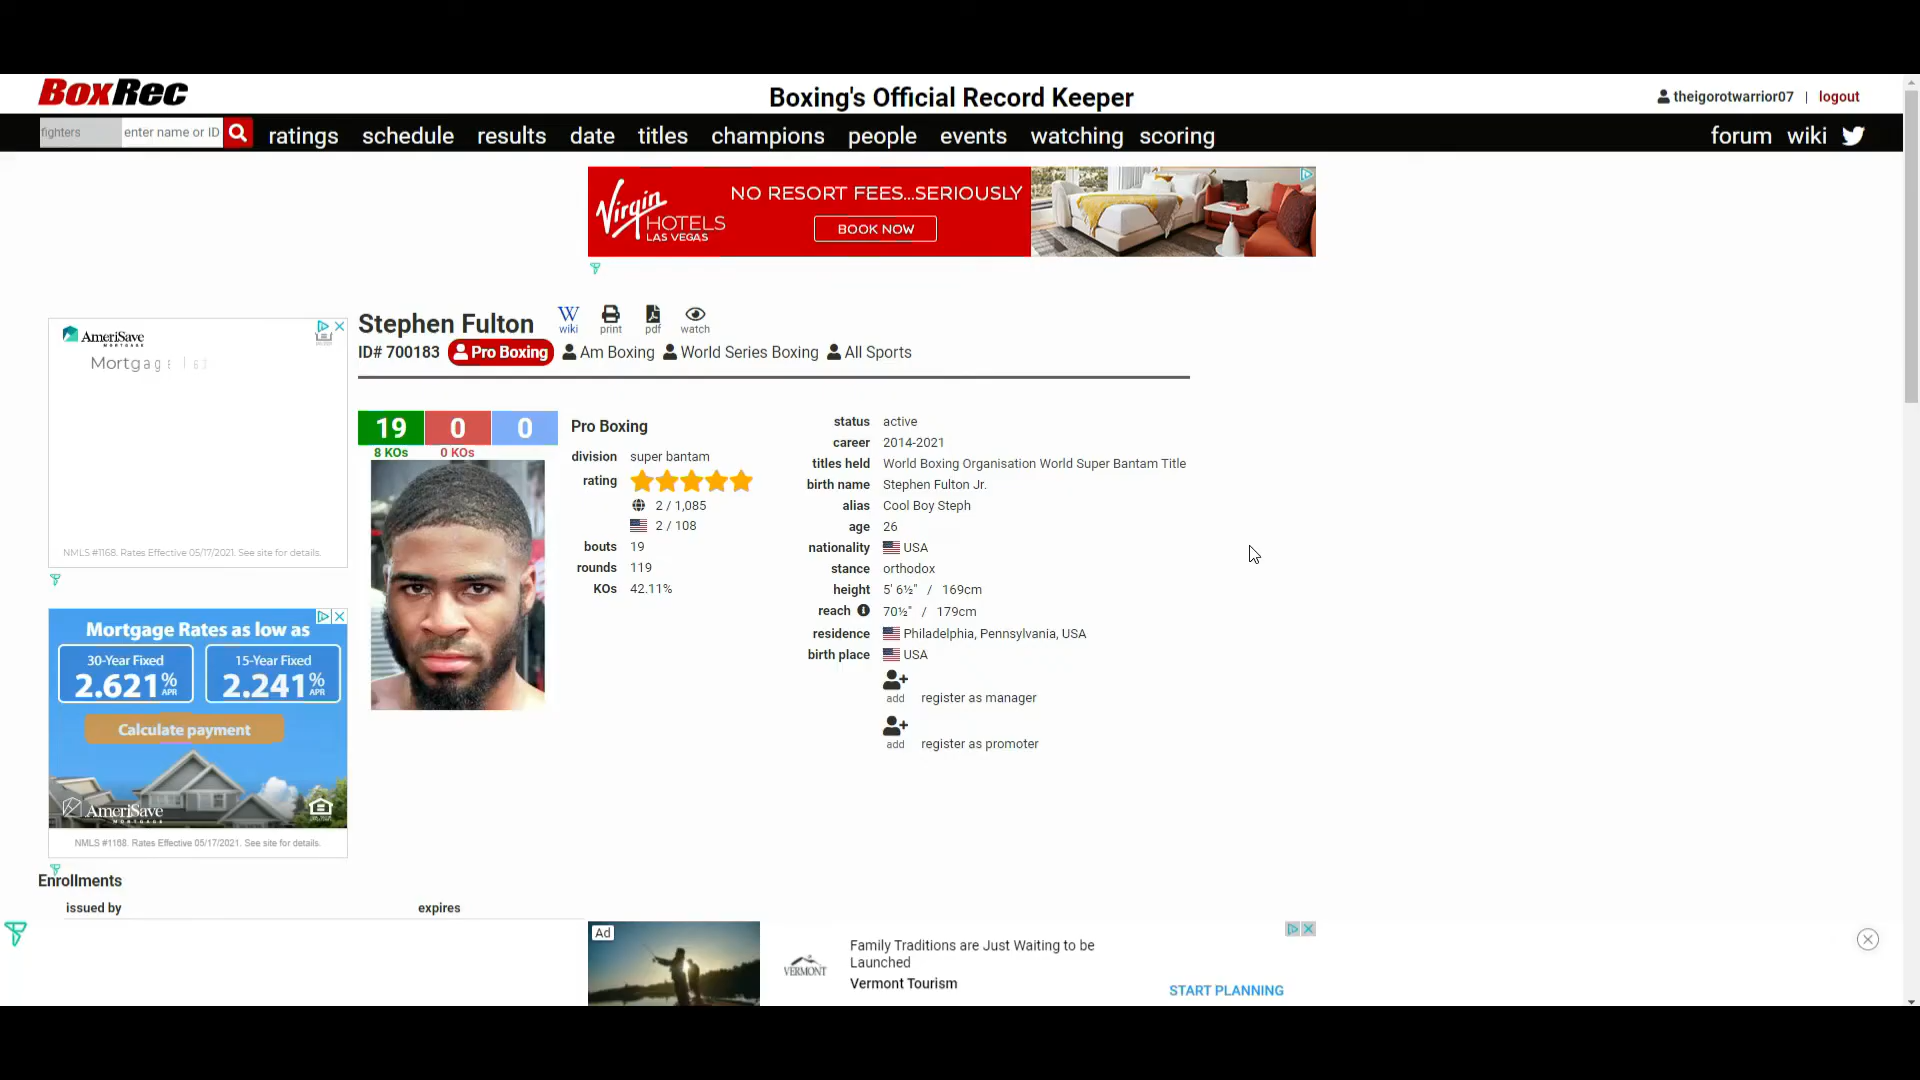 BoxRec
Boxing's Official Record Keeper
theigorotwarrior07 | logout
fighters enter name or ID ratings schedule results date titles champions people events watching scoring forum wiki
Virgin HOTELS LAS VEGAS
NO RESORT FEES...SERIOUSLY
BOOK NOW
AmeriSave
MORTGAGE
Mortgag
NMLS #1168. Rates Effective 05/17/2021. See site for details.
Mortgage Rates as low as
30-Year Fixed 15-Year Fixed
2.621% APR 2.241% APR
Calculate payment
AmeriSave
MORTGAGE
NMLS #1168. Rates Effective 05/17/2021. See site for details.
Stephen Fulton
wiki print pdf watch
ID# 700183 Pro Boxing Am Boxing World Series Boxing All Sports
19 0 0
8 KOs 0 KOs
Pro Boxing
division super bantam
rating
2 / 1,085
2 / 108
bouts 19
rounds 119
KOs 42.11%
status active
career 2014-2021
titles held World Boxing Organisation World Super Bantam Title
birth name Stephen Fulton Jr.
alias Cool Boy Steph
age 26
nationality USA
stance orthodox
height 5' 6½" / 169cm
reach 70½" / 179cm
residence Philadelphia, Pennsylvania, USA
birth place USA
add register as manager
add register as promoter
Enrollments
issued by expires
Ad
VERMONT
Family Traditions are Just Waiting to be
Launched
Vermont Tourism
START PLANNING